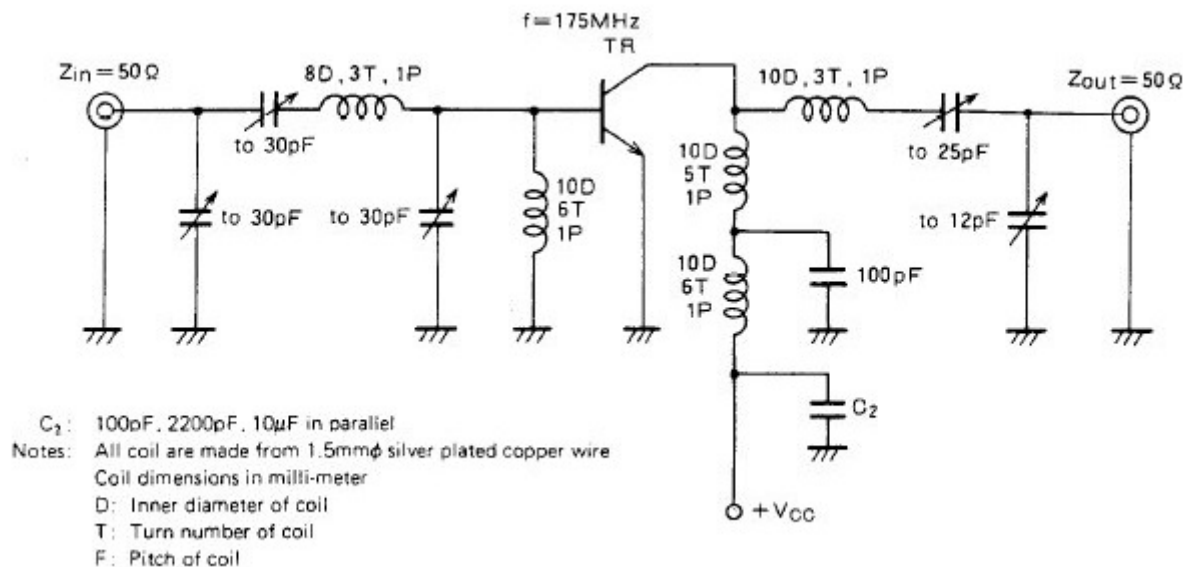 f=175MHz
TR
Zin=50Ω
8D, 3T, 1P
10D, 3T, 1P
Zout=50Ω
to 30pF
to 25pF
10D
5T
1P
10D
6T
1P
to 30pF
to 30pF
to 12pF
10D
6T
1P
100pF
C2
C2: 100pF, 2200pF, 10μF in parallel
Notes: All coil are made from 1.5mmϕ silver plated copper wire
Coil dimensions in milli-meter
D: Inner diameter of coil
T: Turn number of coil
P: Pitch of coil
+VCC